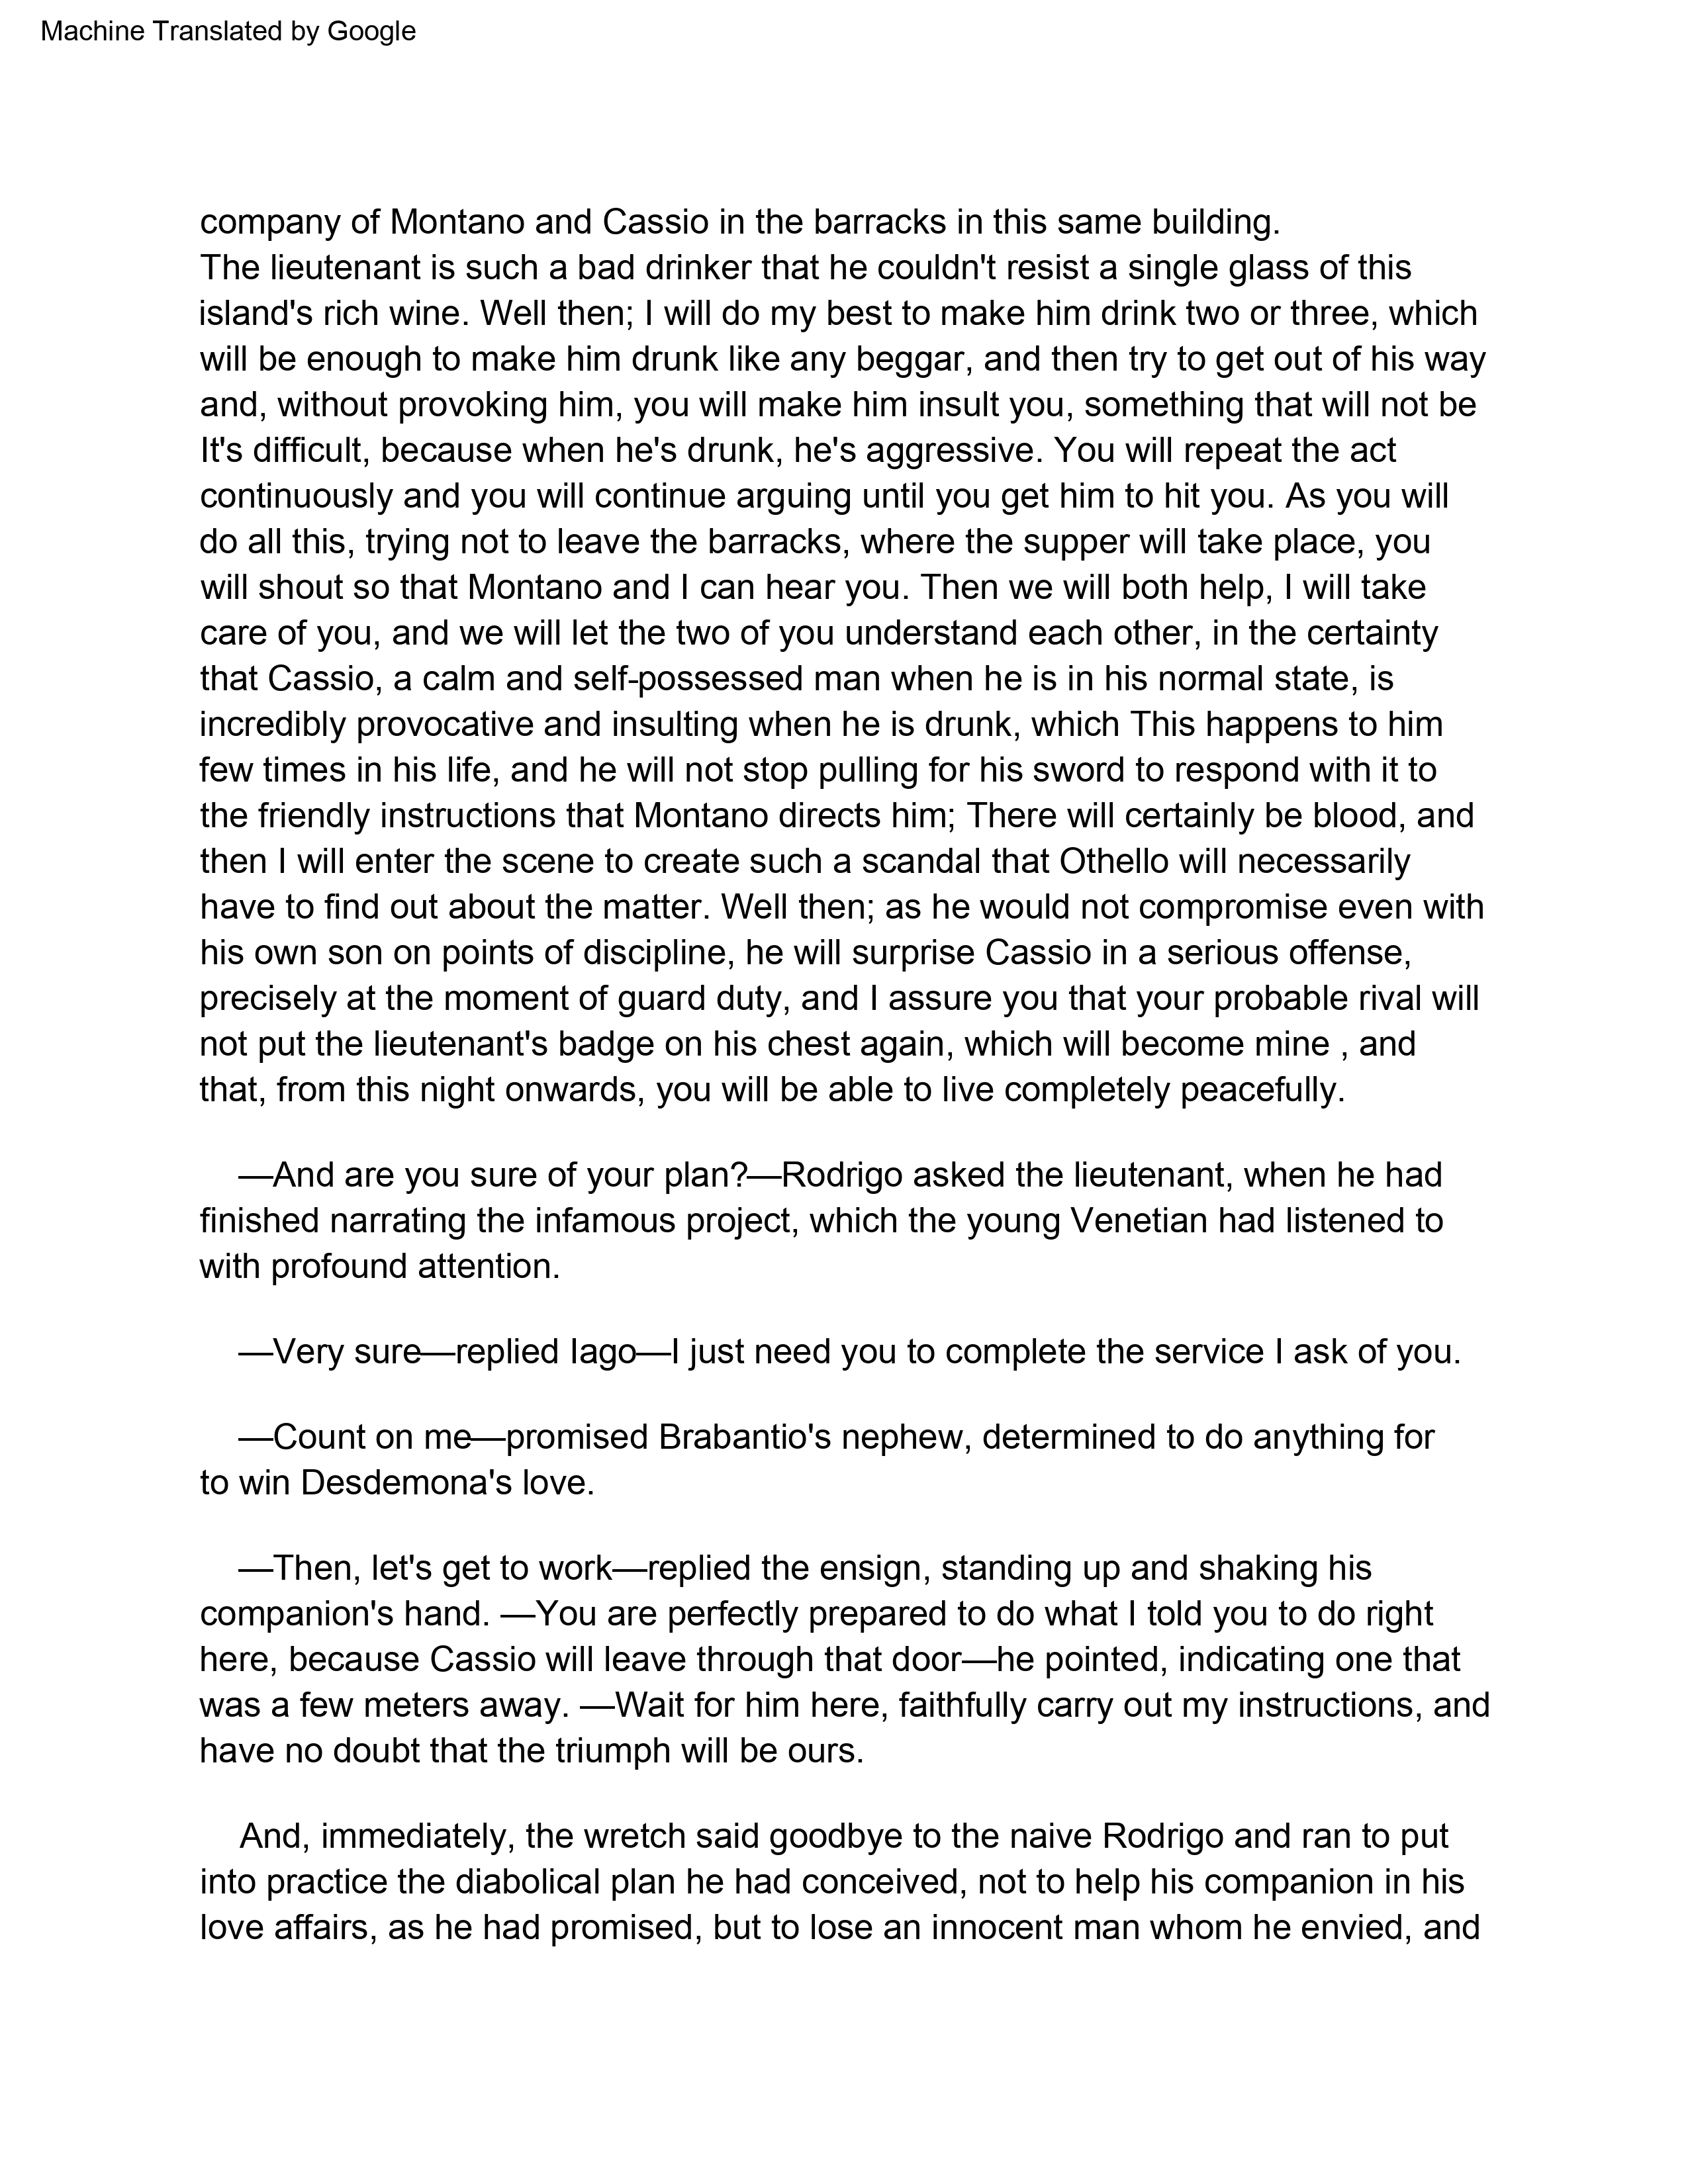 Machine Translated by Google
company of Montano and Cassio in the barracks in this same building.
The lieutenant is such a bad drinker that he couldn't resist a single glass of this
island's rich wine. Well then; I will do my best to make him drink two or three, which
will be enough to make him drunk like any beggar, and then try to get out of his way
and, without provoking him, you will make him insult you, something that will not be
It's difficult, because when he's drunk, he's aggressive. You will repeat the act
continuously and you will continue arguing until you get him to hit you. As you will
do all this, trying not to leave the barracks, where the supper will take place, you
will shout so that Montano and I can hear you. Then we will both help, I will take
care of you, and we will let the two of you understand each other, in the certainty
that Cassio, a calm and self-possessed man when he is in his normal state, is
incredibly provocative and insulting when he is drunk, which This happens to him
few times in his life, and he will not stop pulling for his sword to respond with it to
the friendly instructions that Montano directs him; There will certainly be blood, and
then I will enter the scene to create such a scandal that Othello will necessarily
have to find out about the matter. Well then; as he would not compromise even with
his own son on points of discipline, he will surprise Cassio in a serious offense,
precisely at the moment of guard duty, and I assure you that your probable rival will
not put the lieutenant's badge on his chest again, which will become mine , and
that, from this night onwards, you will be able to live completely peacefully.
—And are you sure of your plan?—Rodrigo asked the lieutenant, when he had
finished narrating the infamous project, which the young Venetian had listened to
with profound attention.
—Very sure—replied Iago—I just need you to complete the service I ask of you.
—Count on me—promised Brabantio's nephew, determined to do anything for
to win Desdemona's love.
—Then, let's get to work—replied the ensign, standing up and shaking his
companion's hand. —You are perfectly prepared to do what I told you to do right
here, because Cassio will leave through that door—he pointed, indicating one that
was a few meters away. —Wait for him here, faithfully carry out my instructions, and
have no doubt that the triumph will be ours.
And, immediately, the wretch said goodbye to the naive Rodrigo and ran to put
into practice the diabolical plan he had conceived, not to help his companion in his
love affairs, as he had promised, but to lose an innocent man whom he envied, and